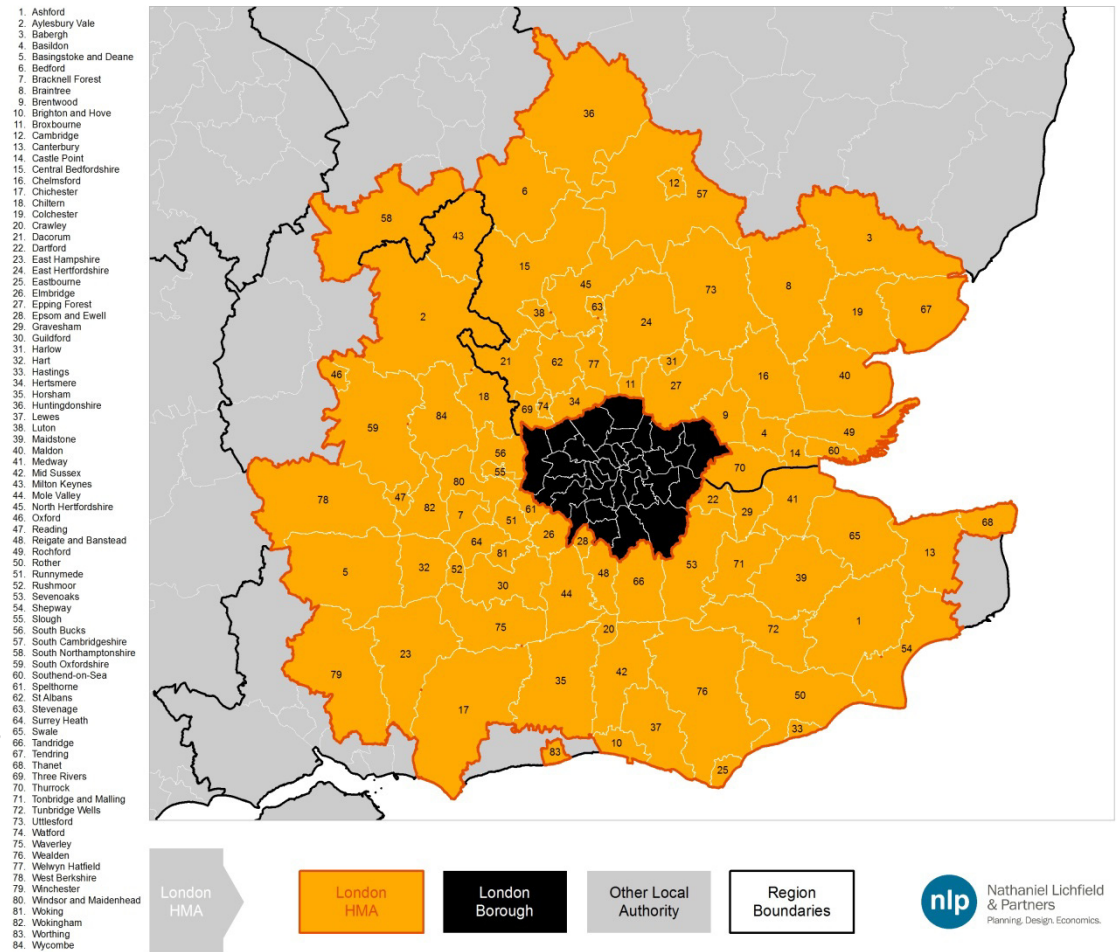 1. Ashford
2. Aylesbury Vale
3. Babergh
4. Basildon
5. Basingstoke and Deane
6. Bedford
7. Bracknell Forest
8. Braintree
9. Brentwood
10. Brighton and Hove
11. Broxbourne
12. Cambridge
13. Canterbury
14. Castle Point
15. Central Bedfordshire
16. Chelmsford
17. Chichester
18. Chiltern
19. Colchester
20. Crawley
21. Dacorum
22. Dartford
23. East Hampshire
24. East Hertfordshire
25. Eastbourne
26. Elmbridge
27. Epping Forest
28. Epsom and Ewell
29. Gravesham
30. Guildford
31. Harlow
32. Hart
33. Hastings
34. Hertsmere
35. Horsham
36. Huntingdonshire
37. Lewes
38. Luton
39. Maidstone
40. Maldon
41. Medway
42. Mid Sussex
43. Milton Keynes
44. Mole Valley
45. North Hertfordshire
46. Oxford
47. Reading
48. Reigate and Banstead
49. Rochford
50. Rother
51. Runnymede
52. Rushmoor
53. Sevenoaks
54. Shepway
55. Slough
56. South Bucks
57. South Cambridgeshire
58. South Northamptonshire
59. South Oxfordshire
60. Southend-on-Sea
61. Spelthorne
62. St Albans
63. Stevenage
64. Surrey Heath
65. Swale
66. Tandridge
67. Tendring
68. Thanet
69. Three Rivers
70. Thurrock
71. Tonbridge and Malling
72. Tunbridge Wells
73. Uttlesford
74. Watford
75. Waverley
76. Wealden
77. Welwyn Hatfield
78. West Berkshire
79. Winchester
80. Windsor and Maidenhead
81. Woking
82. Wokingham
83. Worthing
84. Wycombe
36
12
57
6
58
43
3
15
45
8
73
2
38
63
24
19
67
21
62
77
31
46
18
11
27
16
40
84
69
74
34
9
59
4
49
56
14
60
55
70
78
80
47
82
7
61
22
29
41
51
68
26
28
65
64
81
13
5
32
52
30
44
48
66
53
71
39
75
20
72
1
54
23
79
35
42
76
50
17
37
33
83
10
25
London
HMA
London
HMA
London
Borough
Other Local
Authority
Region
Boundaries
nlp
Nathaniel Lichfield
& Partners
Planning. Design. Economics.